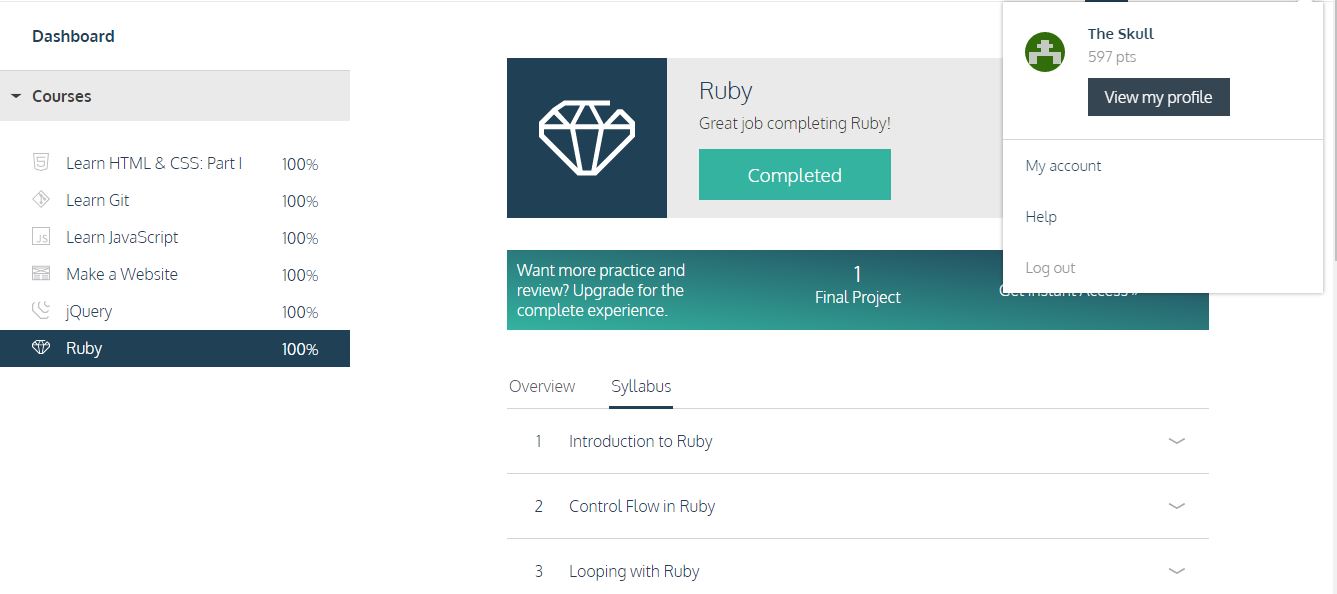 Dashboard
Courses
Learn HTML & CSS: Part I 100%
Learn Git 100%
Learn JavaScript 100%
Make a Website 100%
jQuery 100%
Ruby 100%
Ruby
Great job completing Ruby!
Completed
Want more practice and
review? Upgrade for the
complete experience.
1
Final Project
Get Instant Access »
Overview Syllabus
1 Introduction to Ruby
2 Control Flow in Ruby
3 Looping with Ruby
The Skull
597 pts
View my profile
My account
Help
Log out